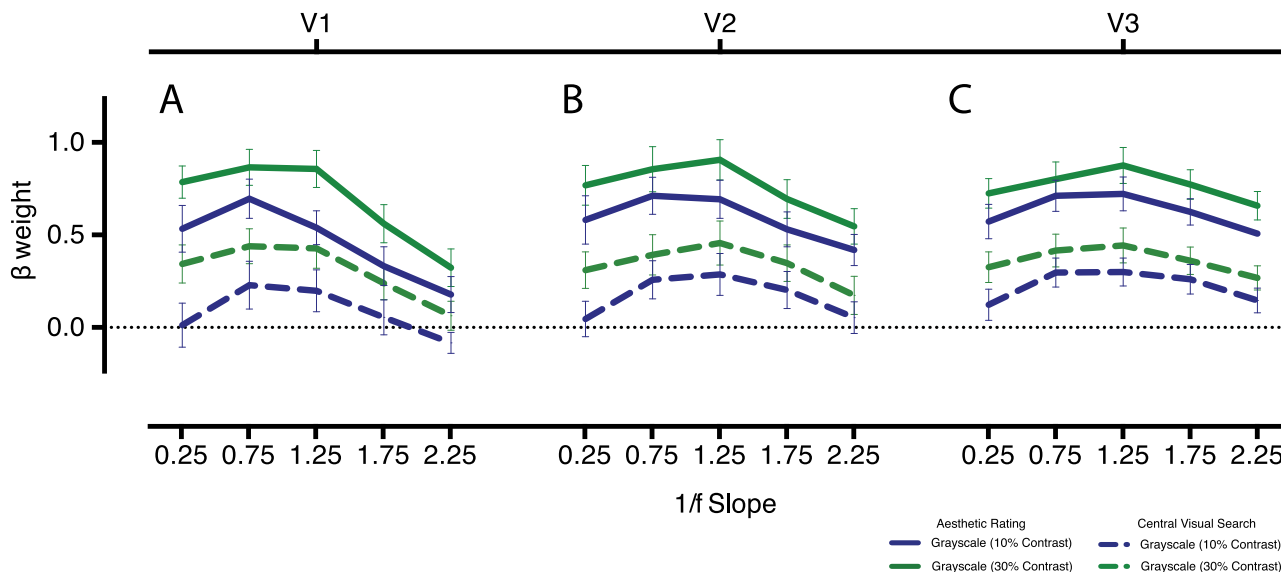 V1 V2 V3
A B C
β weight
1.0
0.5
0.0
0.25 0.75 1.25 1.75 2.25 0.25 0.75 1.25 1.75 2.25 0.25 0.75 1.25 1.75 2.25
1/f Slope
Aesthetic Rating Central Visual Search
Grayscale (10% Contrast) Grayscale (10% Contrast)
Grayscale (30% Contrast) Grayscale (30% Contrast)